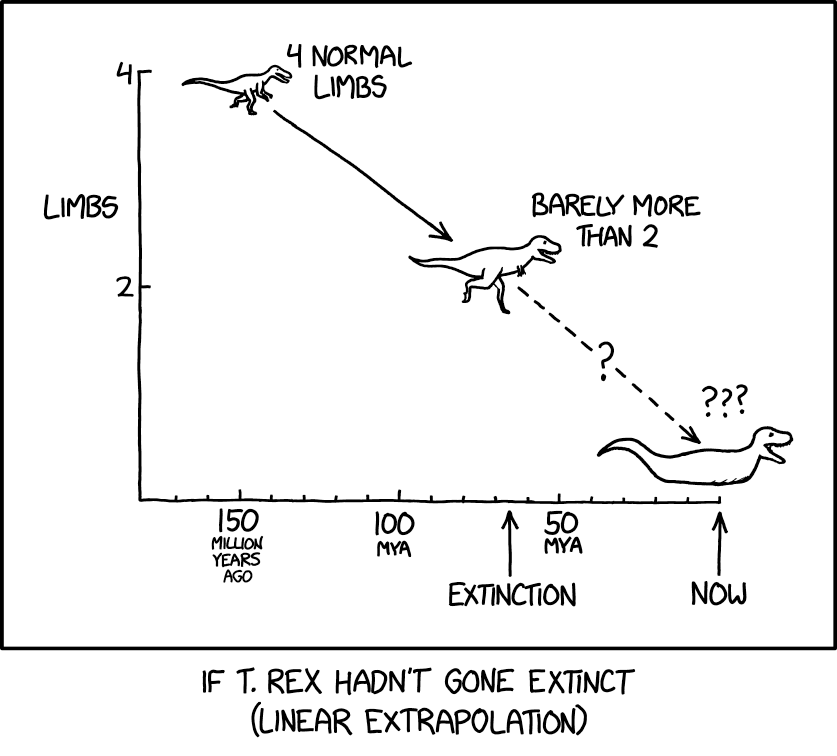 4
4 NORMAL
LIMBS
LIMBS
BARELY MORE
THAN 2
2
?
???
150
MILLION
YEARS
AGO
100
MYA
50
MYA
EXTINCTION
NOW
IF T. REX HADN'T GONE EXTINCT
(LINEAR EXTRAPOLATION)